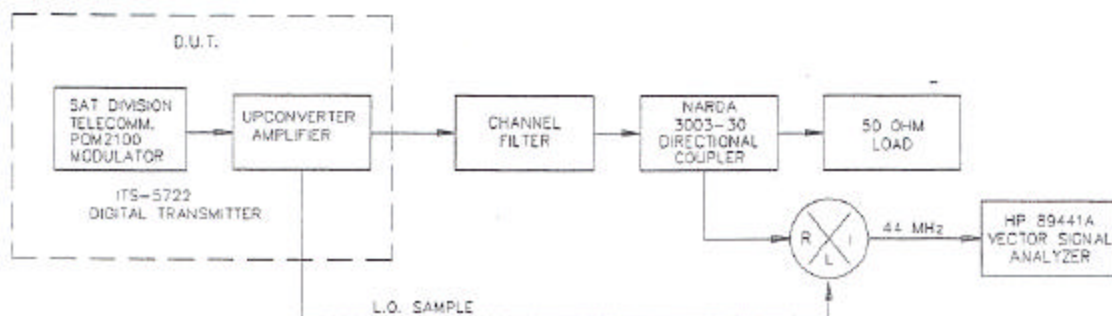 D.U.T.
SAT DIVISION
TELECOMM.
PQM2100
MODULATOR
UPCONVERTER
AMPLIFIER
ITS-5722
DIGITAL TRANSMITTER
CHANNEL
FILTER
NARDA
3003-30
DIRECTIONAL
COUPLER
50 OHM
LOAD
R
I
L
44 MHz
HP 89441A
VECTOR SIGNAL
ANALYZER
L.O. SAMPLE